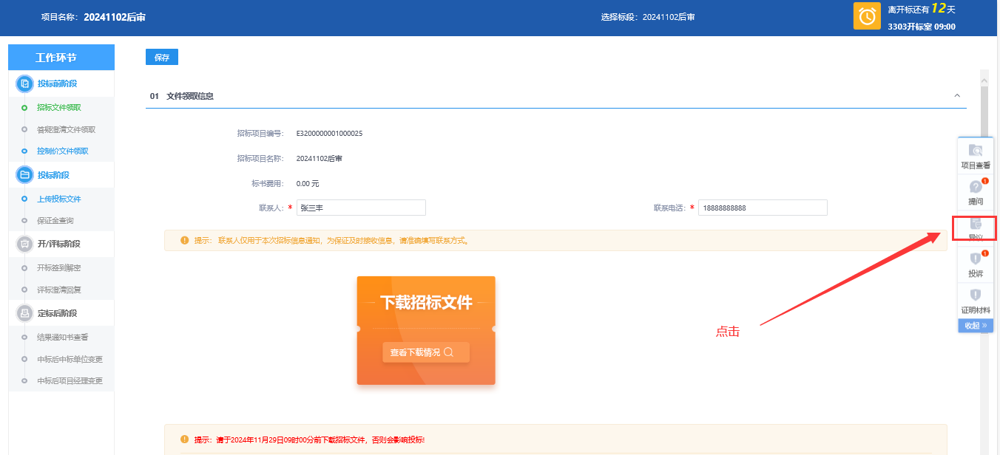 项目名称： 20241102后审
选择标段： 20241102后审
离开标还有 12 天
3303开标室 09:00
工作环节
投标前阶段
招标文件领取
答疑澄清文件领取
控制价文件领取
投标阶段
上传投标文件
保证金查询
开/评标阶段
开标签到解密
评标澄清回复
定标后阶段
结果通知书查看
中标后中标单位变更
中标后项目经理变更
保存
01 文件领取信息
招标项目编号： E3200000001000025
招标项目名称： 20241102后审
标书费用： 0.00 元
联系人： * 张三丰
联系电话： * 18888888888
提示： 联系人仅用于本次招标信息通知，为保证及时接收信息，请准确填写联系方式。
下载招标文件
查看下载情况
点击
提示：请于2024年11月29日09时00分前下载招标文件，否则会影响投标!
项目查看
1
提问
异议
1
投诉
证明材料
收起 »